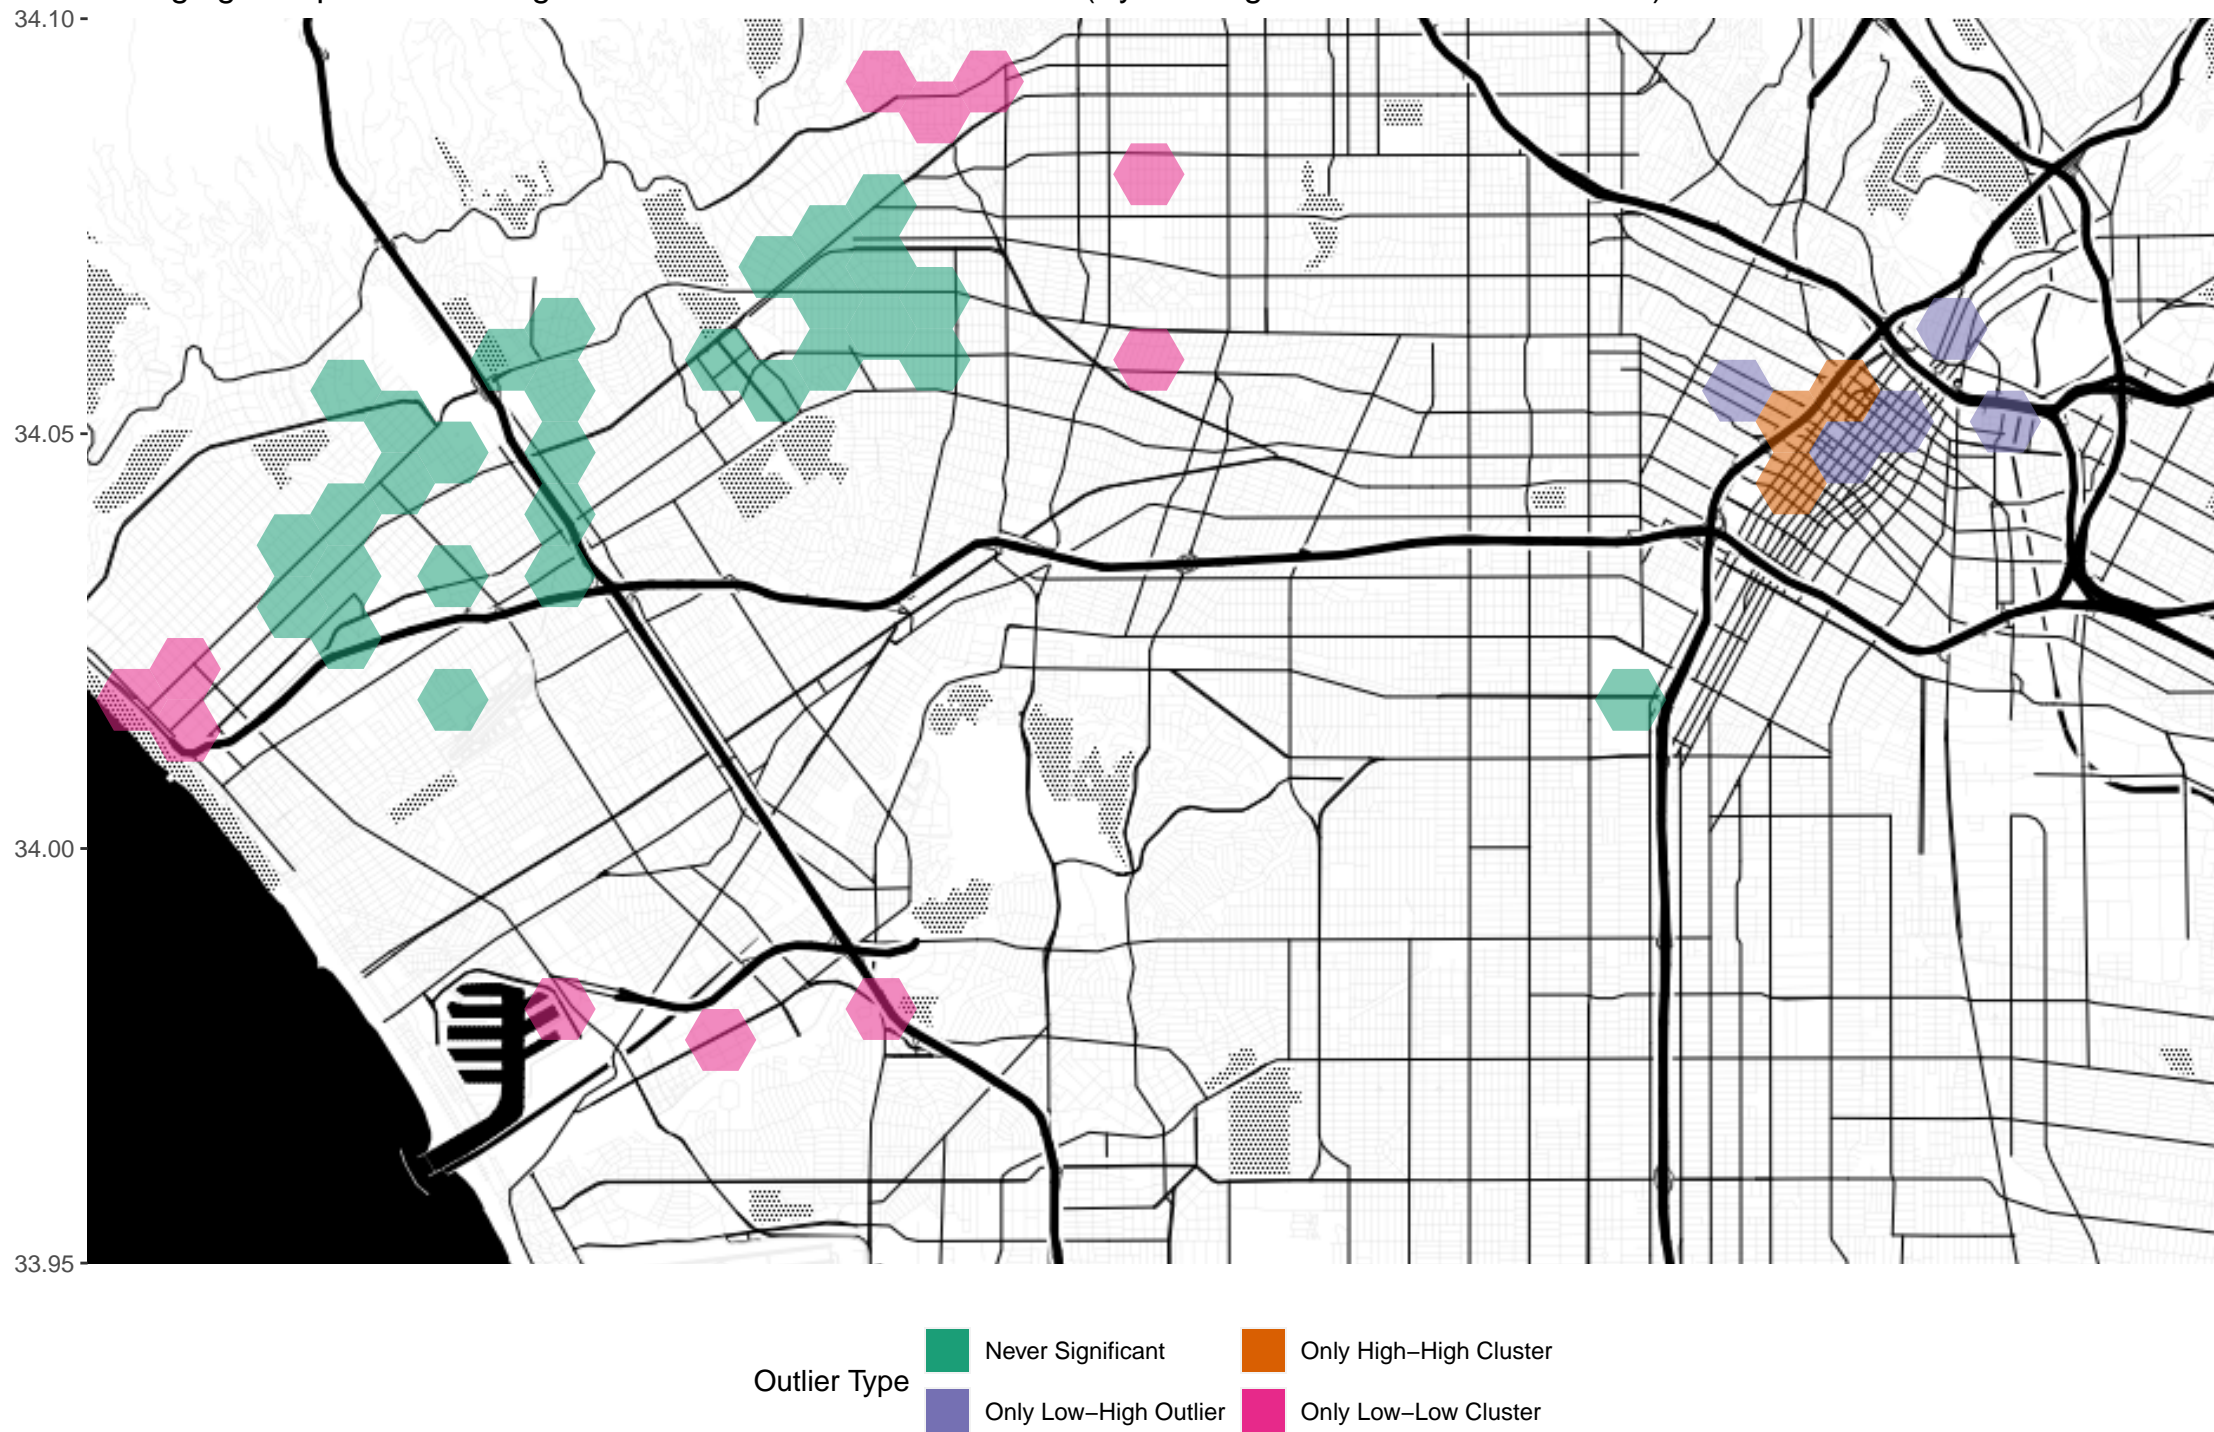 34.10
34.05
34.00
33.95
Outlier Type
Never Significant
Only High−High Cluster
Only Low−High Outlier
Only Low−Low Cluster